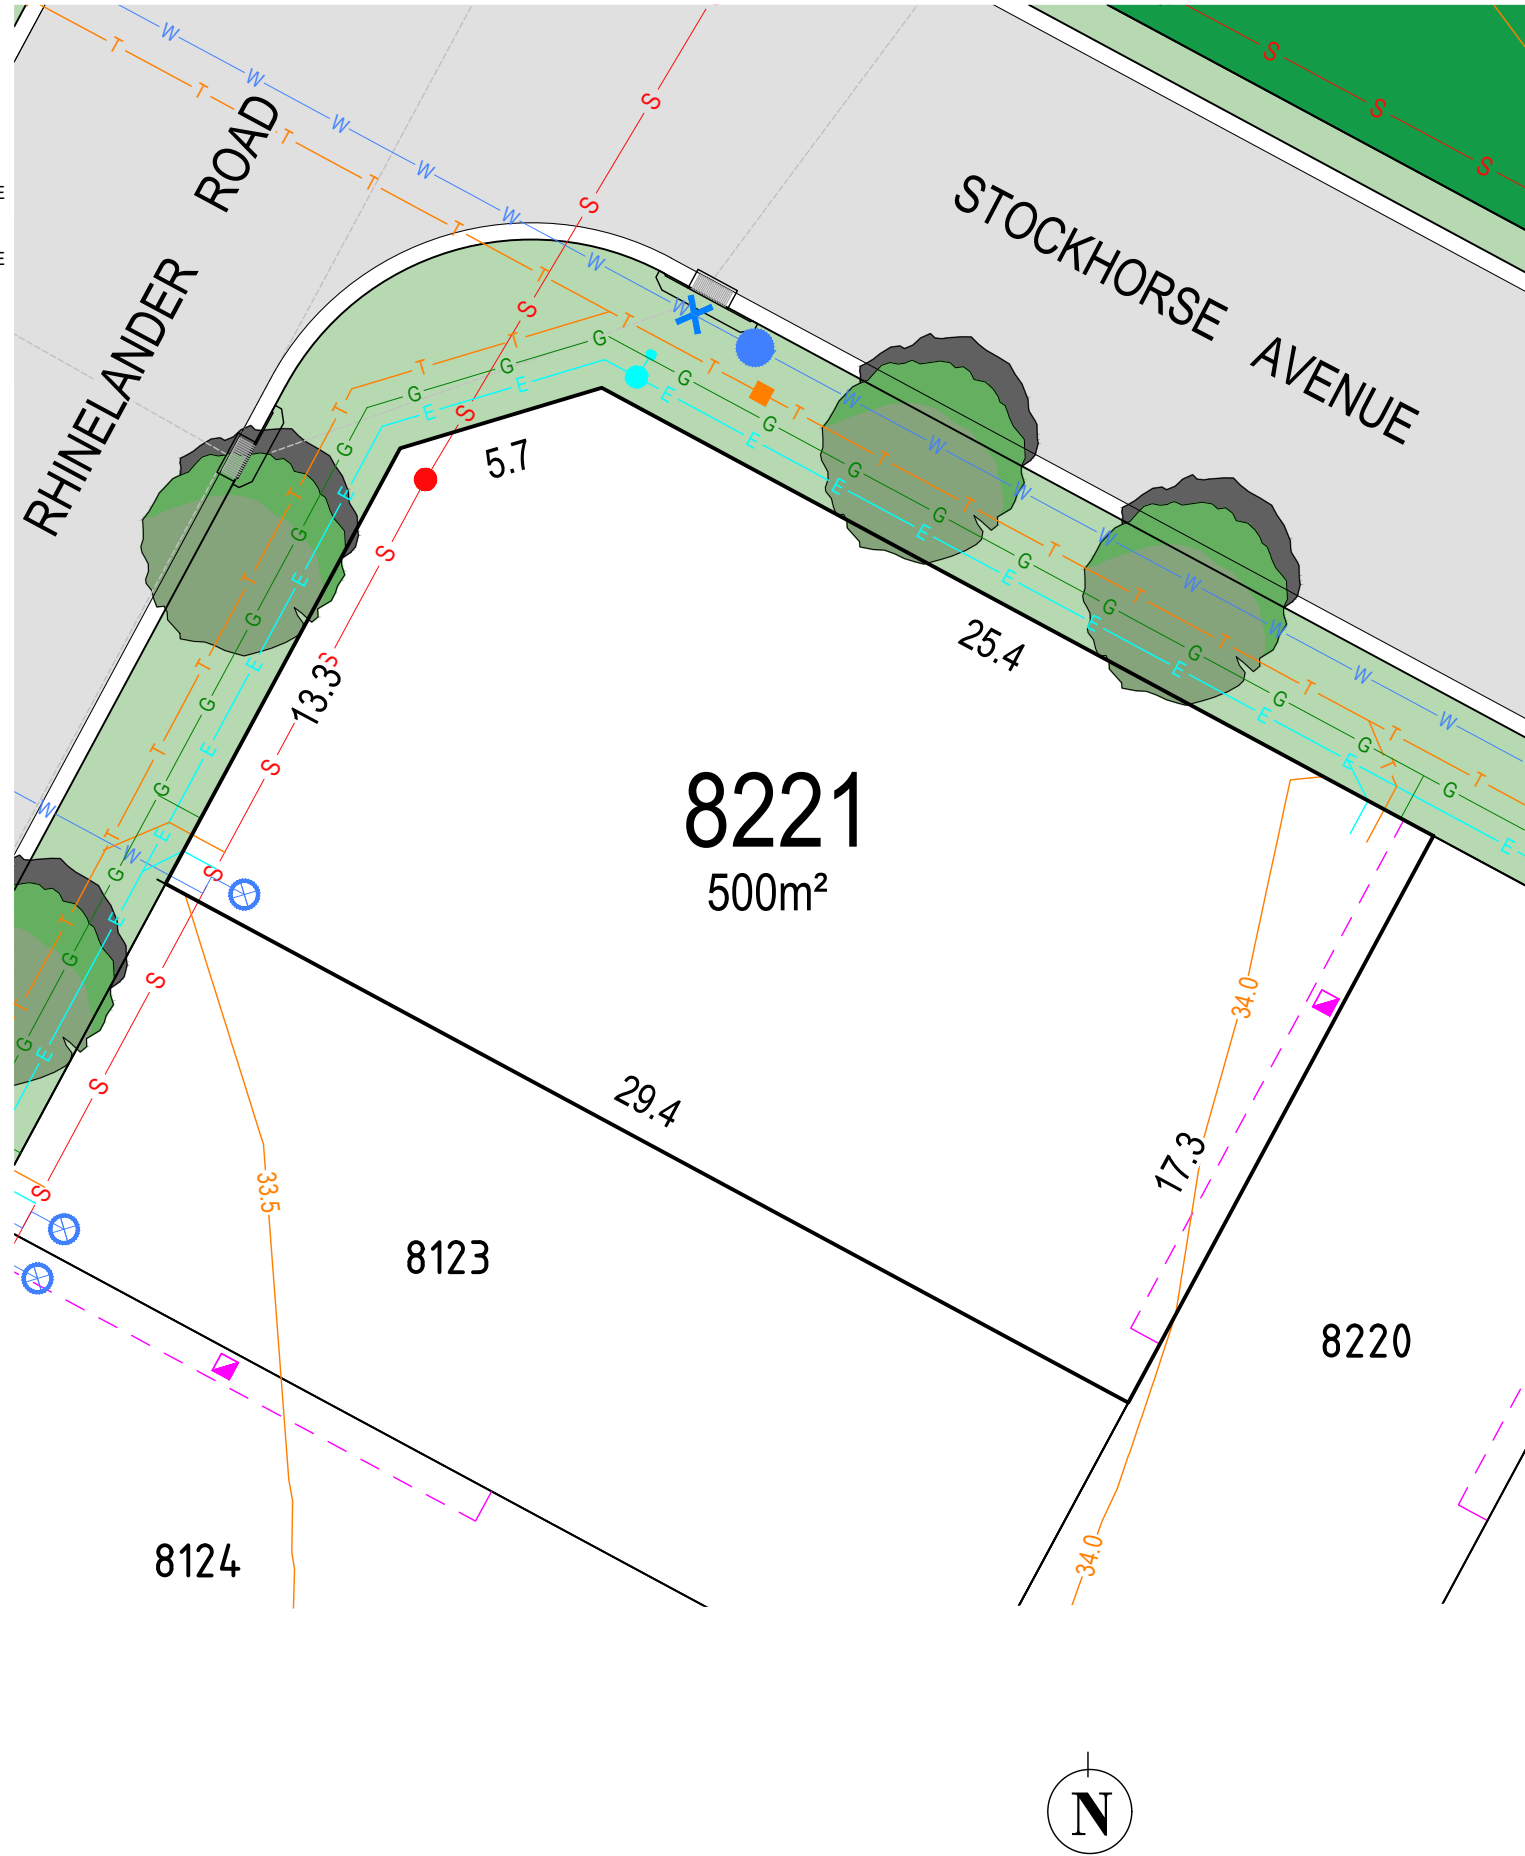 RHINELANDER ROAD
STOCKHORSE AVENUE
E
E
5.7
13.3
25.4
8221
500m²
34.0
29.4
17.3
33.5
8123
8220
34.0
8124
N